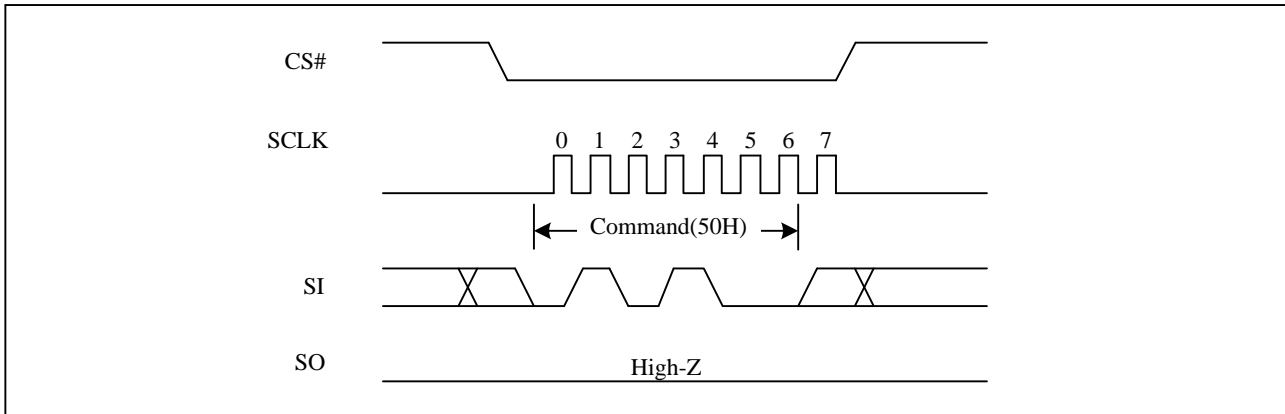 CS#
SCLK
0 1 2 3 4 5 6 7
Command(50H)
SI
SO
High-Z